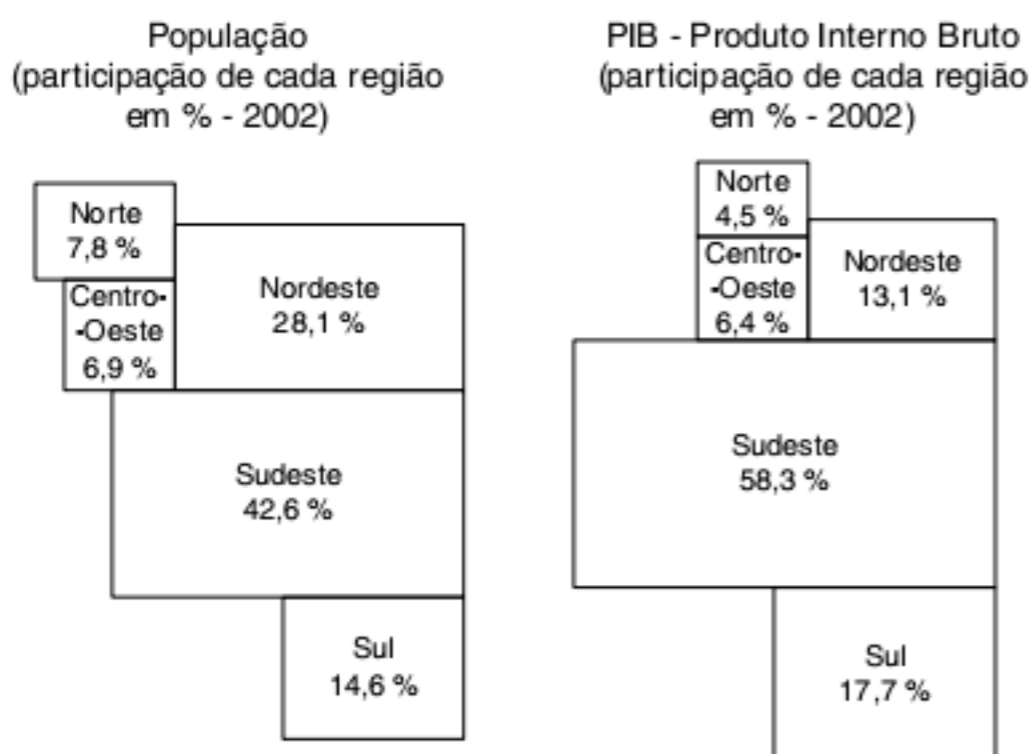 População
(participação de cada região
em % - 2002)
Norte
7,8 %
Nordeste
28,1 %
Centro-
-Oeste
6,9 %
Sudeste
42,6 %
Sul
14,6 %
PIB - Produto Interno Bruto
(participação de cada região
em % - 2002)
Norte
4,5 %
Centro-
-Oeste
6,4 %
Nordeste
13,1 %
Sudeste
58,3 %
Sul
17,7 %